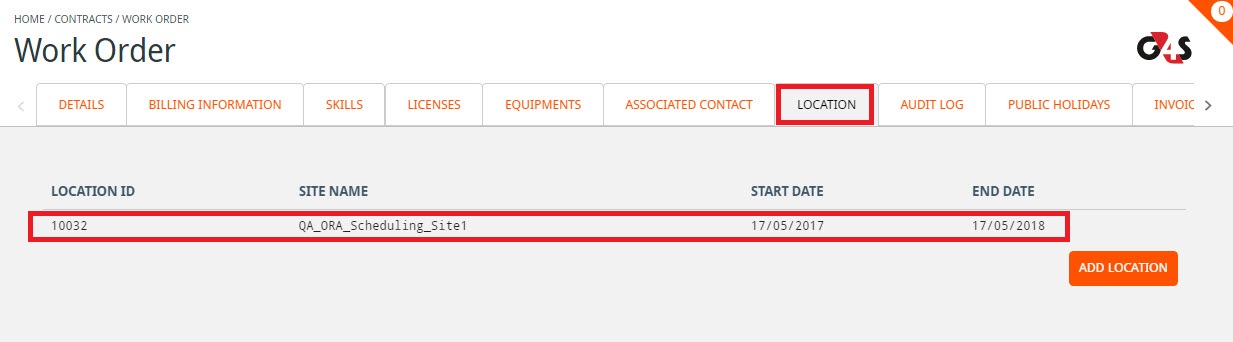 HOME / CONTRACTS / WORK ORDER
0
Work Order
G4S
DETAILS BILLING INFORMATION SKILLS LICENSES EQUIPMENTS ASSOCIATED CONTACT LOCATION AUDIT LOG PUBLIC HOLIDAYS INVOIC
LOCATION ID SITE NAME START DATE END DATE
10032 QA_ORA_Scheduling_Site1 17/05/2017 17/05/2018
ADD LOCATION